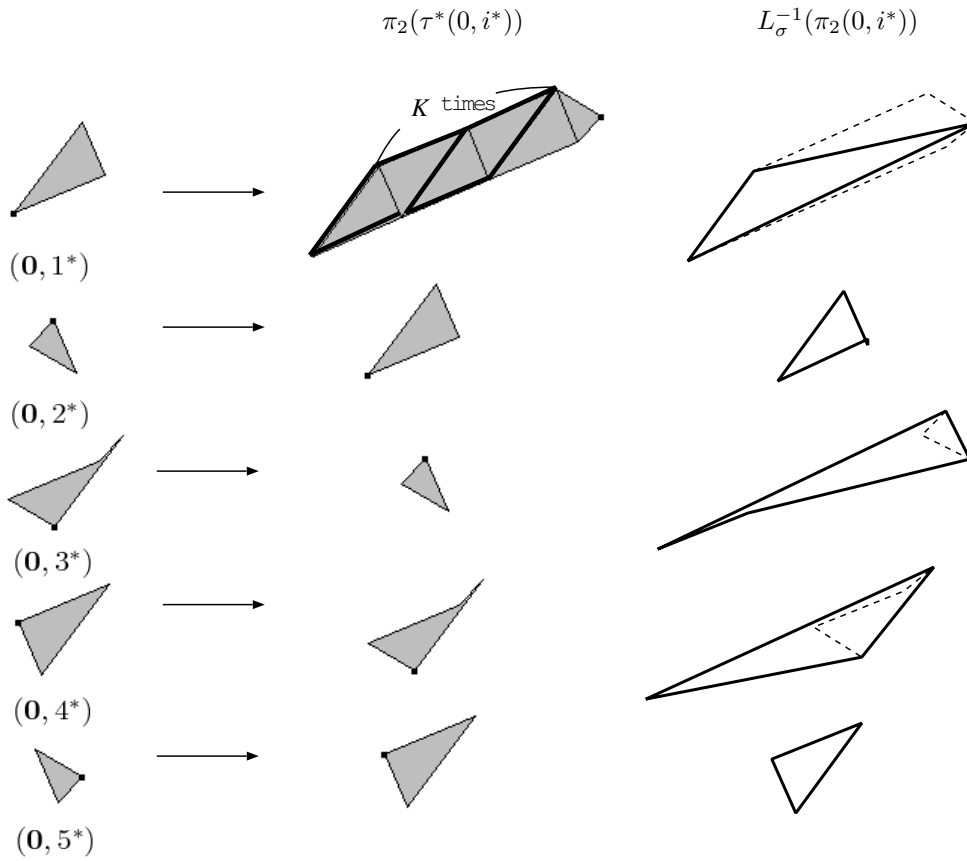 π₂(τ*(0, i*)) L_σ⁻¹(π₂(0, i*))
K times
(0, 1*)
(0, 2*)
(0, 3*)
(0, 4*)
(0, 5*)